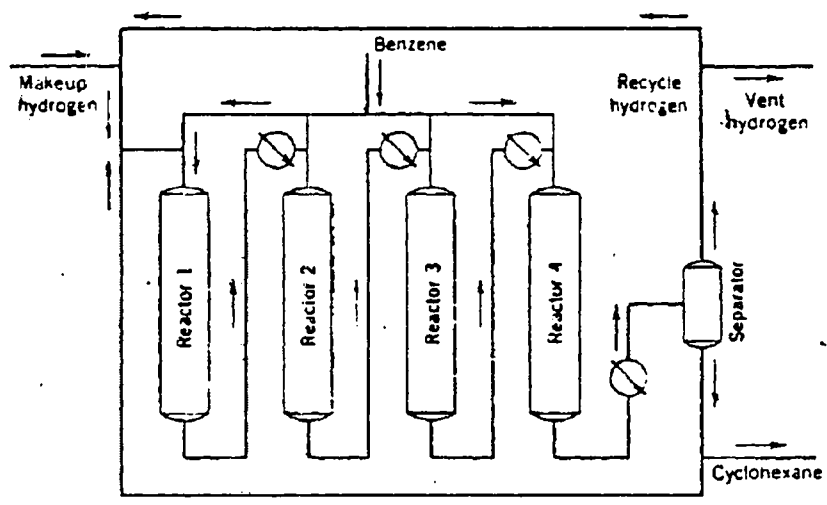 Benzene
Makeup
hydrogen
Recycle
hydrogen
Vent
hydrogen
Reactor 1
Reactor 2
Reactor 3
Reactor 4
Separator
Cyclohexane